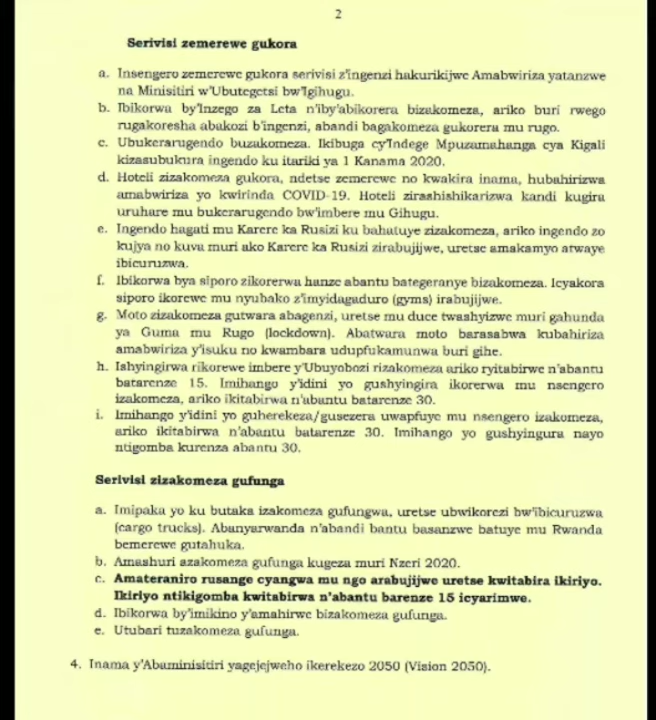 2
Serivisi zemerewe gukora
a. Insengero zemerewe gukora serivisi z'ingenzi hakurikijwe Amabwiriza yatanzwe
na Minisitiri w'Ubutegetsi bw'Igihugu.
b. Ibikorwa by'Inzego za Leta n'iby'abikorera bizakomeza, ariko buri rwego
rugakoresha abakozi b'ingenzi, abandi bagakomeza gukorera mu rugo.
c. Ubukerarugendo buzakomeza. Ikibuga cy'Indege Mpuzamahanga cya Kigali
kizasubukura ingendo ku itariki ya 1 Kanama 2020.
d. Hoteli zizakomeza gukora, ndetse zemerewe no kwakira inama, hubahirizwa
amabwiriza yo kwirinda COVID-19. Hoteli zirashishikarizwa kandi kugira
uruhare mu bukerarugendo bw'imbere mu Gihugu.
e. Ingendo hagati mu Karere ka Rusizi ku bahatuye zizakomeza, ariko ingendo zo
kujya no kuva muri ako Karere ka Rusizi zirabujijwe, uretse amakamyo atwaye
ibicuruzwa.
f. Ibikorwa bya siporo zikorerwa hanze abantu bategeranye bizakomeza. Icyakora
siporo ikorewe mu nyubako z'imyidagaduro (gyms) irabujijwe.
g. Moto zizakomeza gutwara abagenzi, uretse mu duce twashyizwe muri gahunda
ya Guma mu Rugo (lockdown). Abatwara moto barasabwa kubahiriza
amabwiriza y'isuku no kwambara udupfukamunwa buri gihe.
h. Ishyingirwa rikorewe imbere y'Ubuyobozi rizakomeza ariko ryitabirwe n'abantu
batarenze 15. Imihango y'idini yo gushyingira ikorerwa mu nsengero
izakomeza, ariko ikitabirwa n'abantu batarenze 30.
i. Imihango y'idini yo guherekeza/gusezera uwapfuye mu nsengero izakomeza,
ariko ikitabirwa n'abantu batarenze 30. Imihango yo gushyingura nayo
ntigomba kurenza abantu 30.
Serivisi zizakomeza gufunga
a. Imipaka yo ku butaka izakomeza gufungwa, uretse ubwikorezi bw'ibicuruzwa
(cargo trucks). Abanyarwanda n'abandi bantu basanzwe batuye mu Rwanda
bemerewe gutahuka.
b. Amashuri azakomeza gufunga kugeza muri Nzeri 2020.
c. Amateraniro rusange cyangwa mu ngo arabujijwe uretse kwitabira ikiriyo.
Ikiriyo ntikigomba kwitabirwa n'abantu barenze 15 icyarimwe.
d. Ibikorwa by'imikino y'amahirwe bizakomeza gufunga.
e. Utubari tuzakomeza gufunga.
4. Inama y'Abaminisitiri yagejejweho ikerekezo 2050 (Vision 2050).